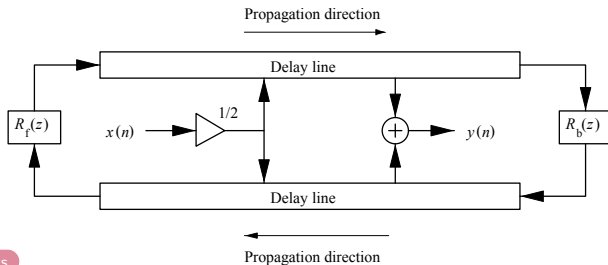 Propagation direction
Delay line
1/2
R_f(z)
x(n)
+
y(n)
R_b(z)
Delay line
Propagation direction
s